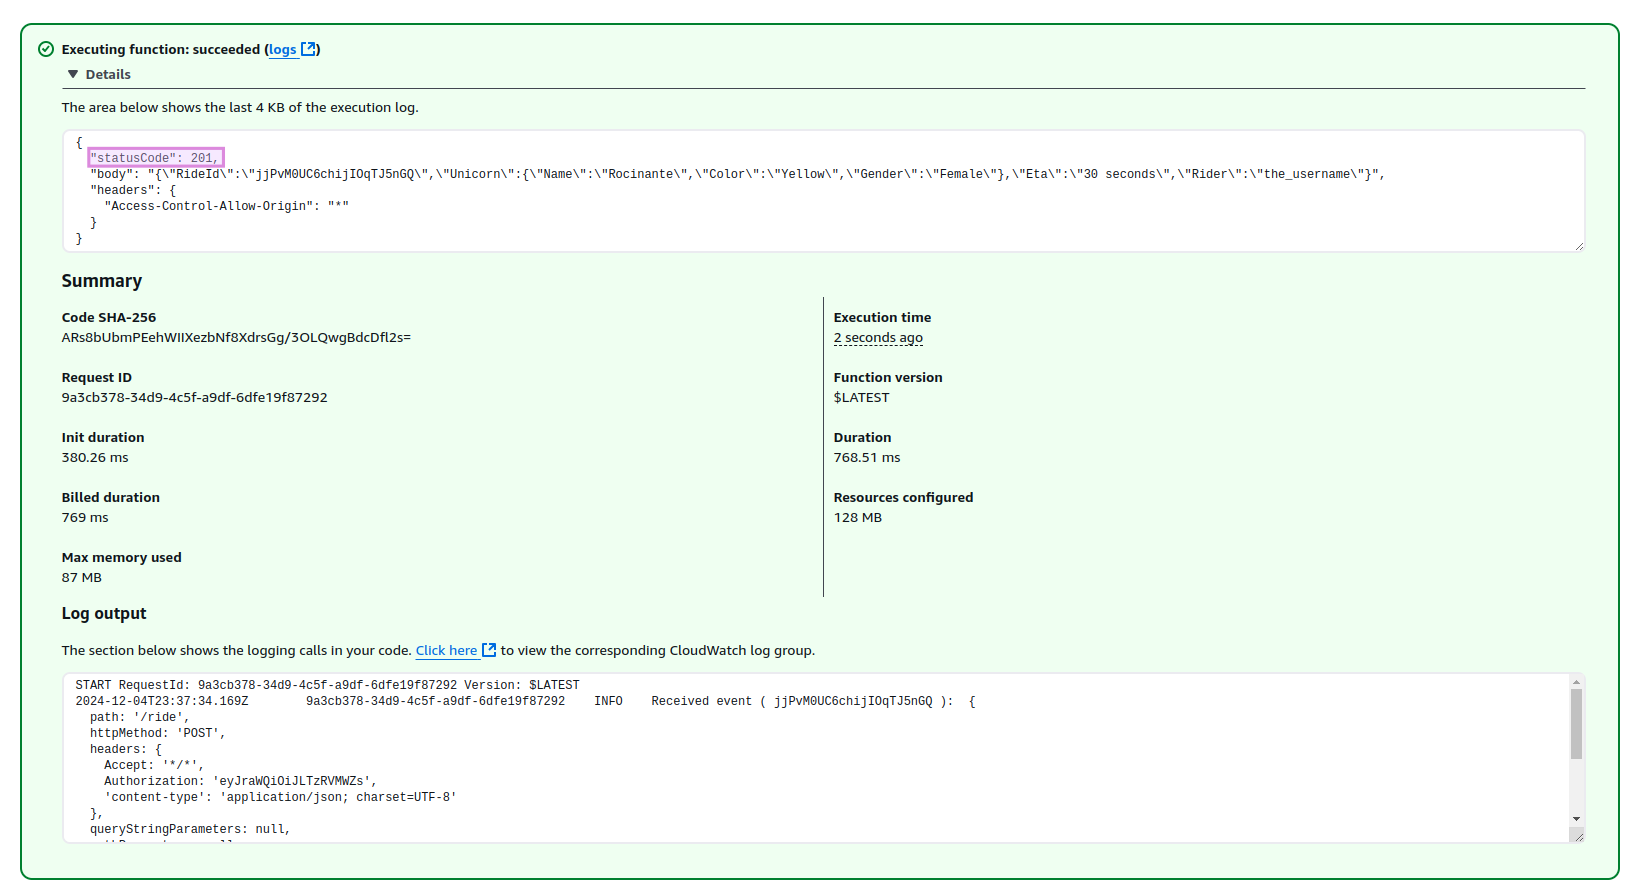 Executing function: succeeded (logs)
Details
The area below shows the last 4 KB of the execution log.
{
"statusCode": 201,
"body": "{\"RideId\":\"jjPvM0UC6chijIOqTJ5nGQ\",\"Unicorn\":{\"Name\":\"Rocinante\",\"Color\":\"Yellow\",\"Gender\":\"Female\"},\"Eta\":\"30 seconds\",\"Rider\":\"the_username\"}",
"headers": {
"Access-Control-Allow-Origin": "*"
}
}
Summary
Code SHA-256
ARs8bUbmPEehWIIXezbNf8XdrsGg/3OLQwgBdcDfl2s=
Execution time
2 seconds ago
Request ID
9a3cb378-34d9-4c5f-a9df-6dfe19f87292
Function version
$LATEST
Init duration
380.26 ms
Duration
768.51 ms
Billed duration
769 ms
Resources configured
128 MB
Max memory used
87 MB
Log output
The section below shows the logging calls in your code. Click here to view the corresponding CloudWatch log group.
START RequestId: 9a3cb378-34d9-4c5f-a9df-6dfe19f87292 Version: $LATEST
2024-12-04T23:37:34.169Z 9a3cb378-34d9-4c5f-a9df-6dfe19f87292 INFO Received event ( jjPvM0UC6chijIOqTJ5nGQ ): {
path: '/ride',
httpMethod: 'POST',
headers: {
Accept: '*/*',
Authorization: 'eyJraWQiOiJLTzRVMWZs',
'content-type': 'application/json; charset=UTF-8'
},
queryStringParameters: null,